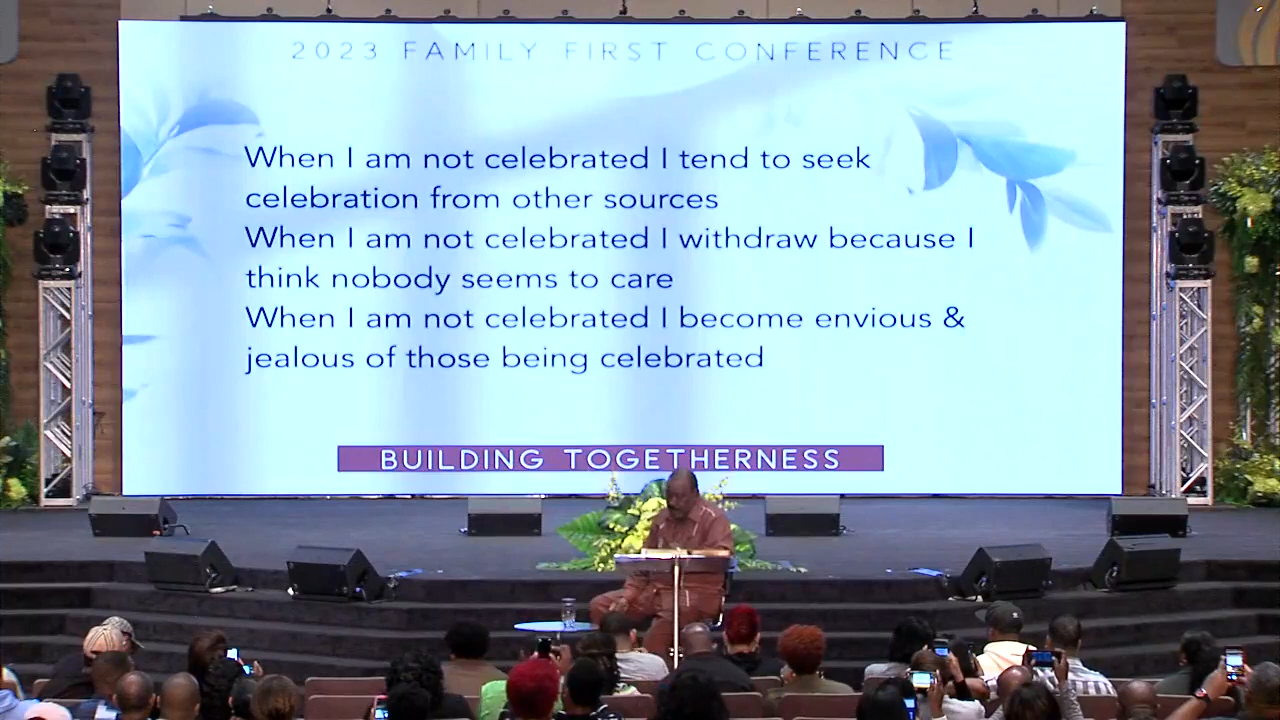 2023 FAMILY FIRST CONFERENCE
When I am not celebrated I tend to seek
celebration from other sources
When I am not celebrated I withdraw because I
think nobody seems to care
When I am not celebrated I become envious &
jealous of those being celebrated
BUILDING TOGETHERNESS